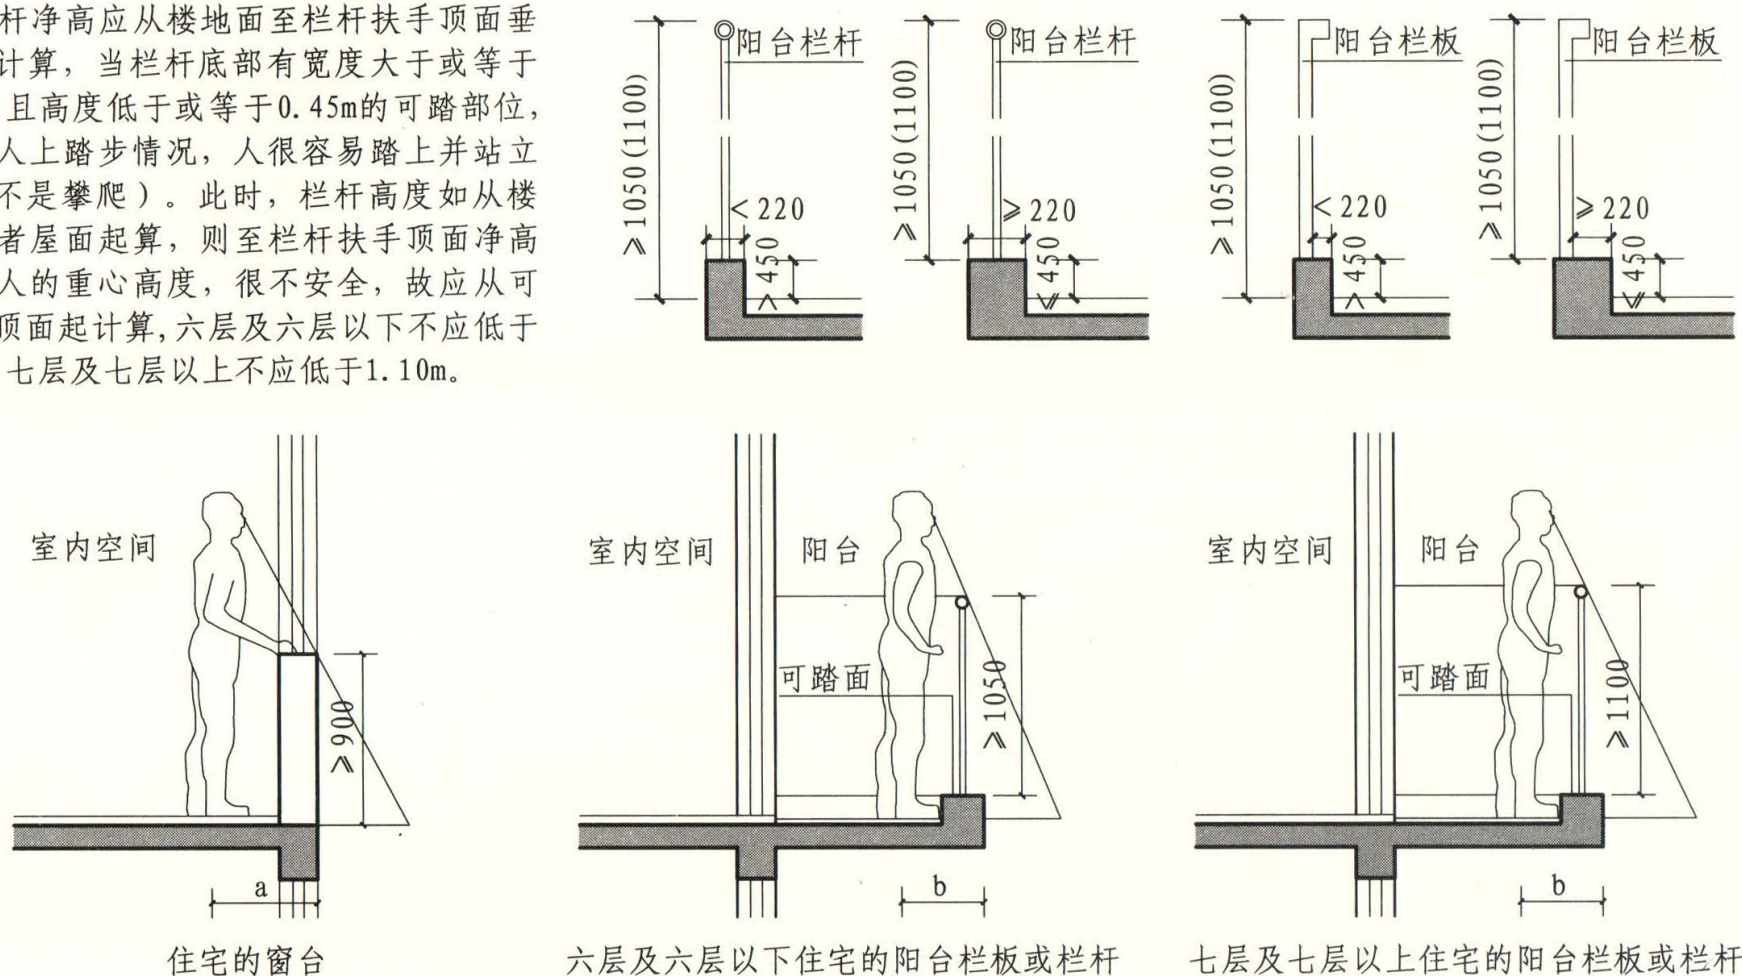 杆净高应从楼地面至栏杆扶手顶面垂
计算，当栏杆底部有宽度大于或等于
且高度低于或等于0.45m的可踏部位，
人上踏步情况，人很容易踏上并站立
不是攀爬）。此时，栏杆高度如从楼
者屋面起算，则至栏杆扶手顶面净高
人的重心高度，很不安全，故应从可
顶面起计算，六层及六层以下不应低于
七层及七层以上不应低于1.10m。
阳台栏杆
≥1050(1100)
<220
>450
阳台栏杆
≥1050(1100)
≥220
≤450
阳台栏板
≥1050(1100)
<220
>450
阳台栏板
≥1050(1100)
≥220
≤450
室内空间
≥900
a
住宅的窗台
室内空间
阳台
可踏面
≥1050
b
六层及六层以下住宅的阳台栏板或栏杆
室内空间
阳台
可踏面
≥1100
b
七层及七层以上住宅的阳台栏板或栏杆